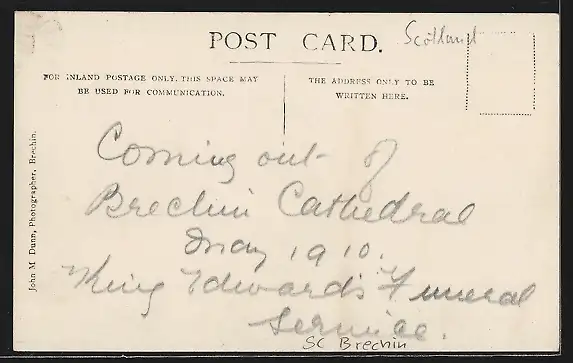 POST CARD.
Scotland
FOR INLAND POSTAGE ONLY, THIS SPACE MAY
BE USED FOR COMMUNICATION.
THE ADDRESS ONLY TO BE
WRITTEN HERE.
John M Dunn, Photographer, Brechin.
Coming out of
Brechin Cathedral
May 1910.
King Edward's Funeral
Service.
SC Brechin